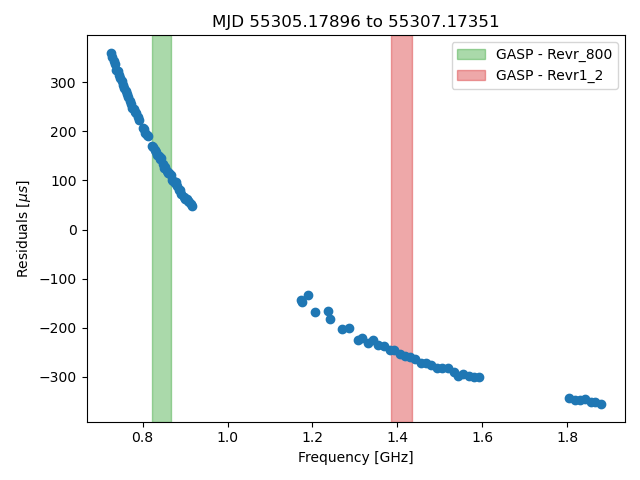 MJD 55305.17896 to 55307.17351
GASP - Revr_800
GASP - Revr1_2
Residuals [μs]
300
200
100
0
−100
−200
−300
0.8 1.0 1.2 1.4 1.6 1.8
Frequency [GHz]